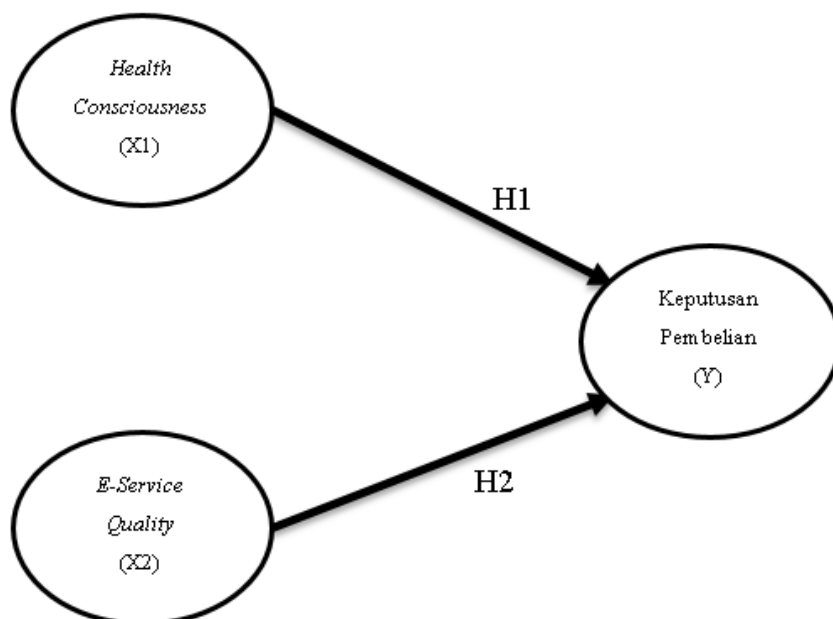 Health
Consciousness
(X1)
H1
Keputusan
Pembelian
(Y)
H2
E-Service
Quality
(X2)